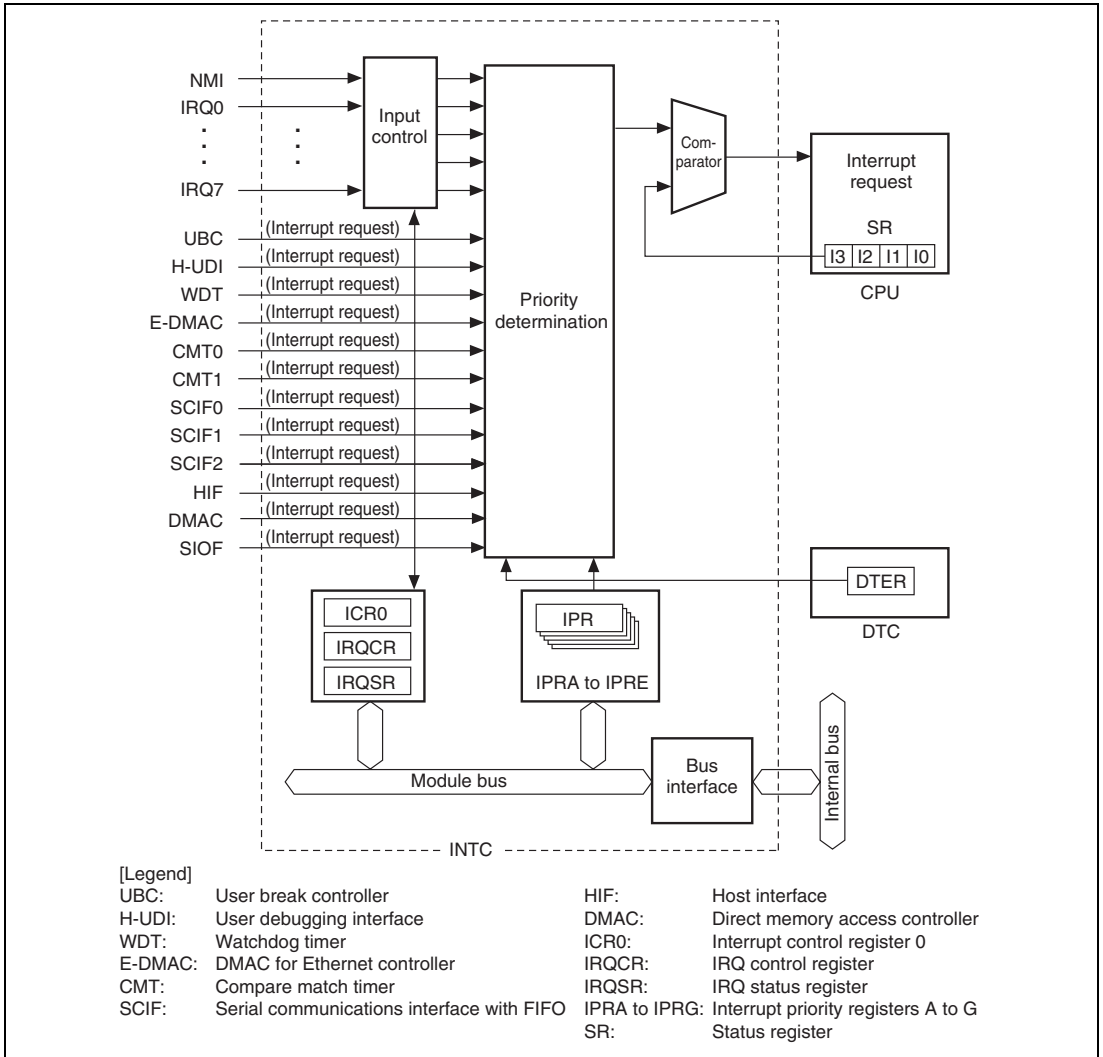 NMI
IRQ0
IRQ7
Input
control
UBC
(Interrupt request)
H-UDI
(Interrupt request)
WDT
(Interrupt request)
E-DMAC
(Interrupt request)
CMT0
(Interrupt request)
CMT1
(Interrupt request)
SCIF0
(Interrupt request)
SCIF1
(Interrupt request)
SCIF2
(Interrupt request)
HIF
(Interrupt request)
DMAC
(Interrupt request)
SIOF
(Interrupt request)
Priority
determination
Com-
parator
Interrupt
request
SR
I3 I2 I1 I0
CPU
DTER
DTC
ICR0
IRQCR
IRQSR
IPR
IPRA to IPRE
Module bus
Bus
interface
Internal bus
INTC
[Legend]
UBC: User break controller
H-UDI: User debugging interface
WDT: Watchdog timer
E-DMAC: DMAC for Ethernet controller
CMT: Compare match timer
SCIF: Serial communications interface with FIFO
HIF: Host interface
DMAC: Direct memory access controller
ICR0: Interrupt control register 0
IRQCR: IRQ control register
IRQSR: IRQ status register
IPRA to IPRG: Interrupt priority registers A to G
SR: Status register